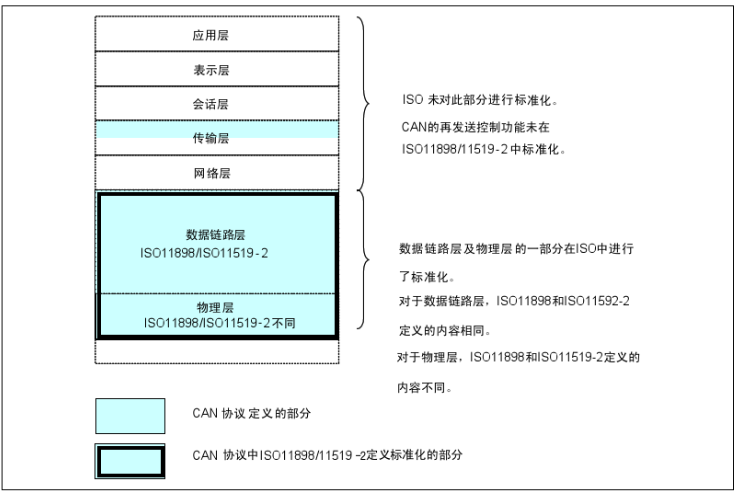 应用层
表示层
会话层
传输层
网络层
数据链路层
ISO11898/ISO11519-2
物理层
ISO11898/ISO11519-2不同
ISO 未对此部分进行标准化。
CAN的再发送控制功能未在
ISO11898/11519-2中标准化。
数据链路层及物理层的一部分在ISO中进行
了标准化。
对于数据链路层，ISO11898和ISO11592-2
定义的内容相同。
对于物理层，ISO11898和ISO11519-2定义的
内容不同。
CAN 协议定义的部分
CAN 协议中ISO11898/11519-2定义标准化的部分